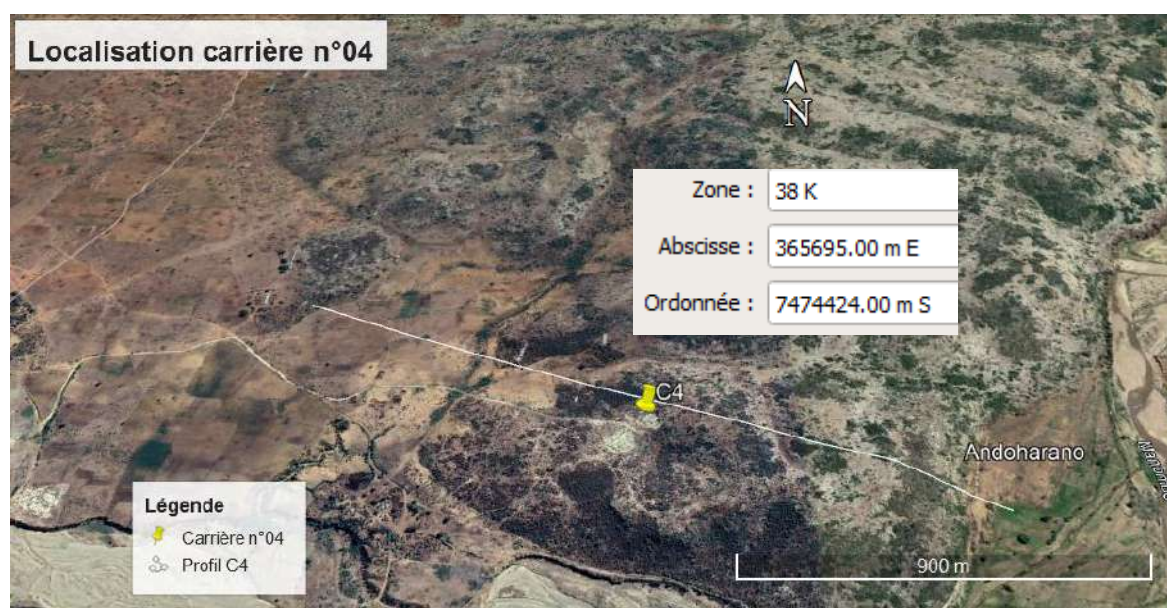 Localisation carrière n°04
N
Zone : 38 K
Abscisse : 365695.00 m E
Ordonnée : 7474424.00 m S
C4
Andoharano
Légende
Carrière n°04
Profil C4
900 m